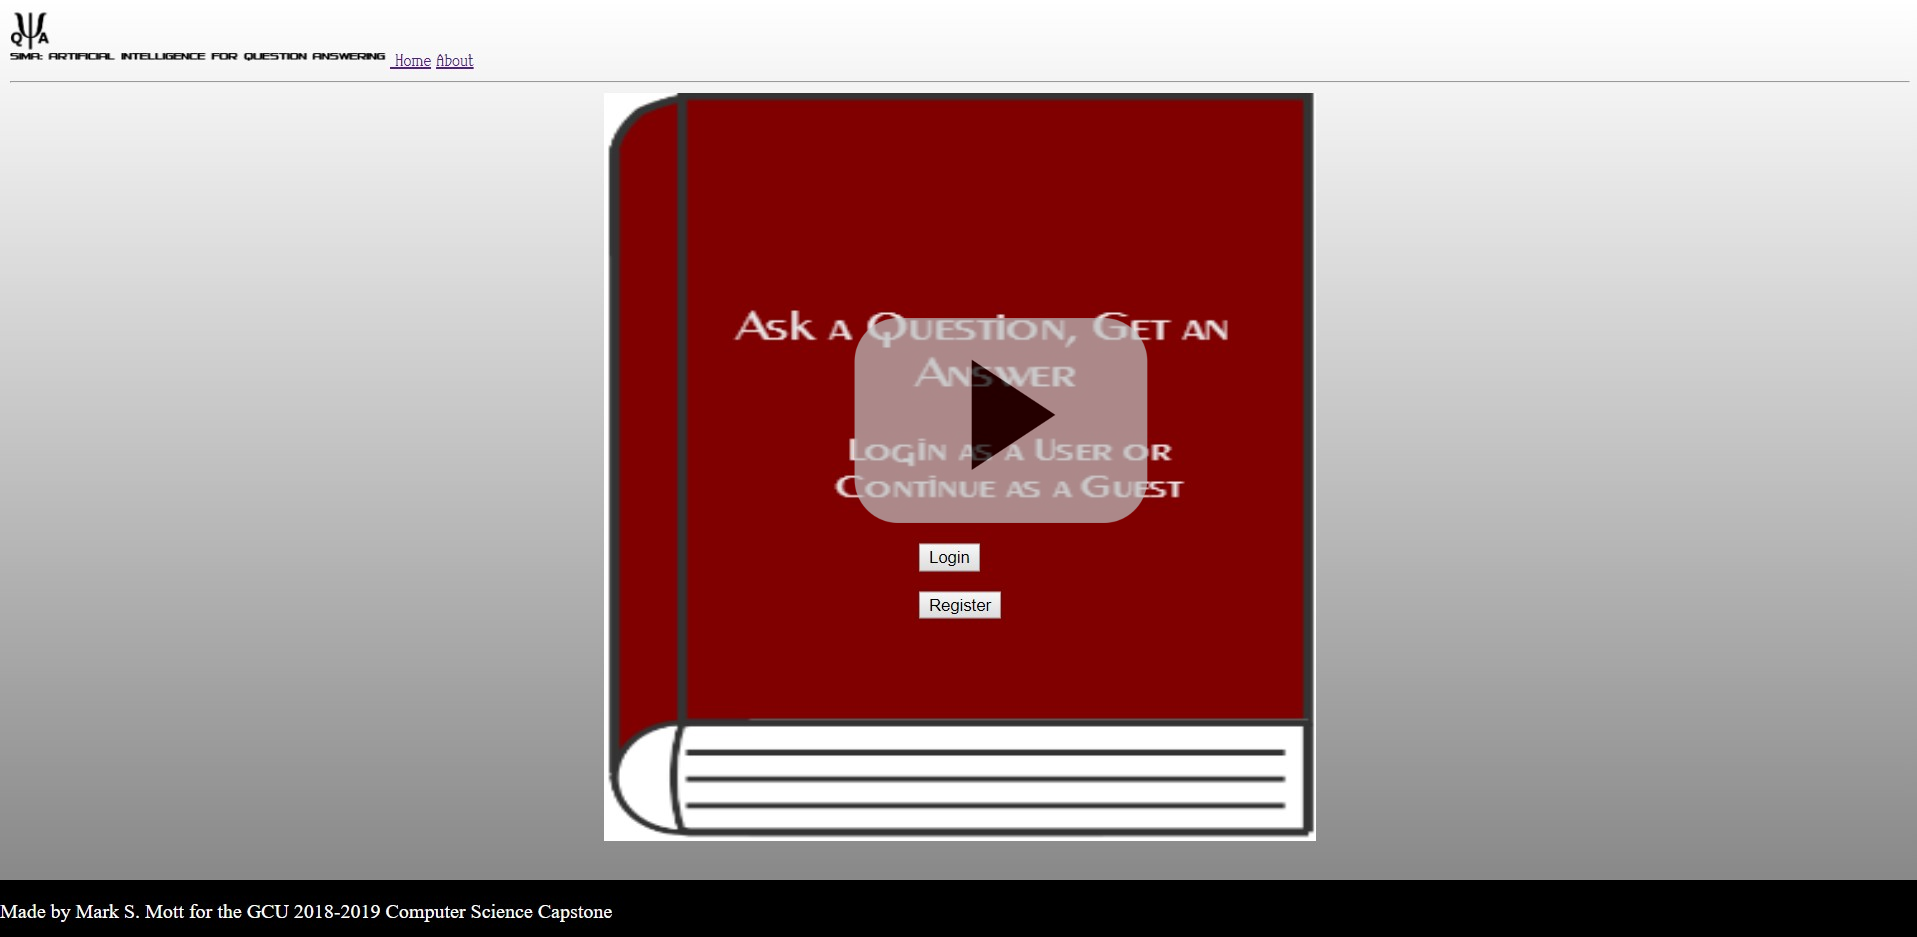 QΨA
SIMA: ARTIFICIAL INTELLIGENCE FOR QUESTION ANSWERING Home About
Ask a Question, Get an
Answer
Login as a User or
Continue as a Guest
Login
Register
Made by Mark S. Mott for the GCU 2018-2019 Computer Science Capstone